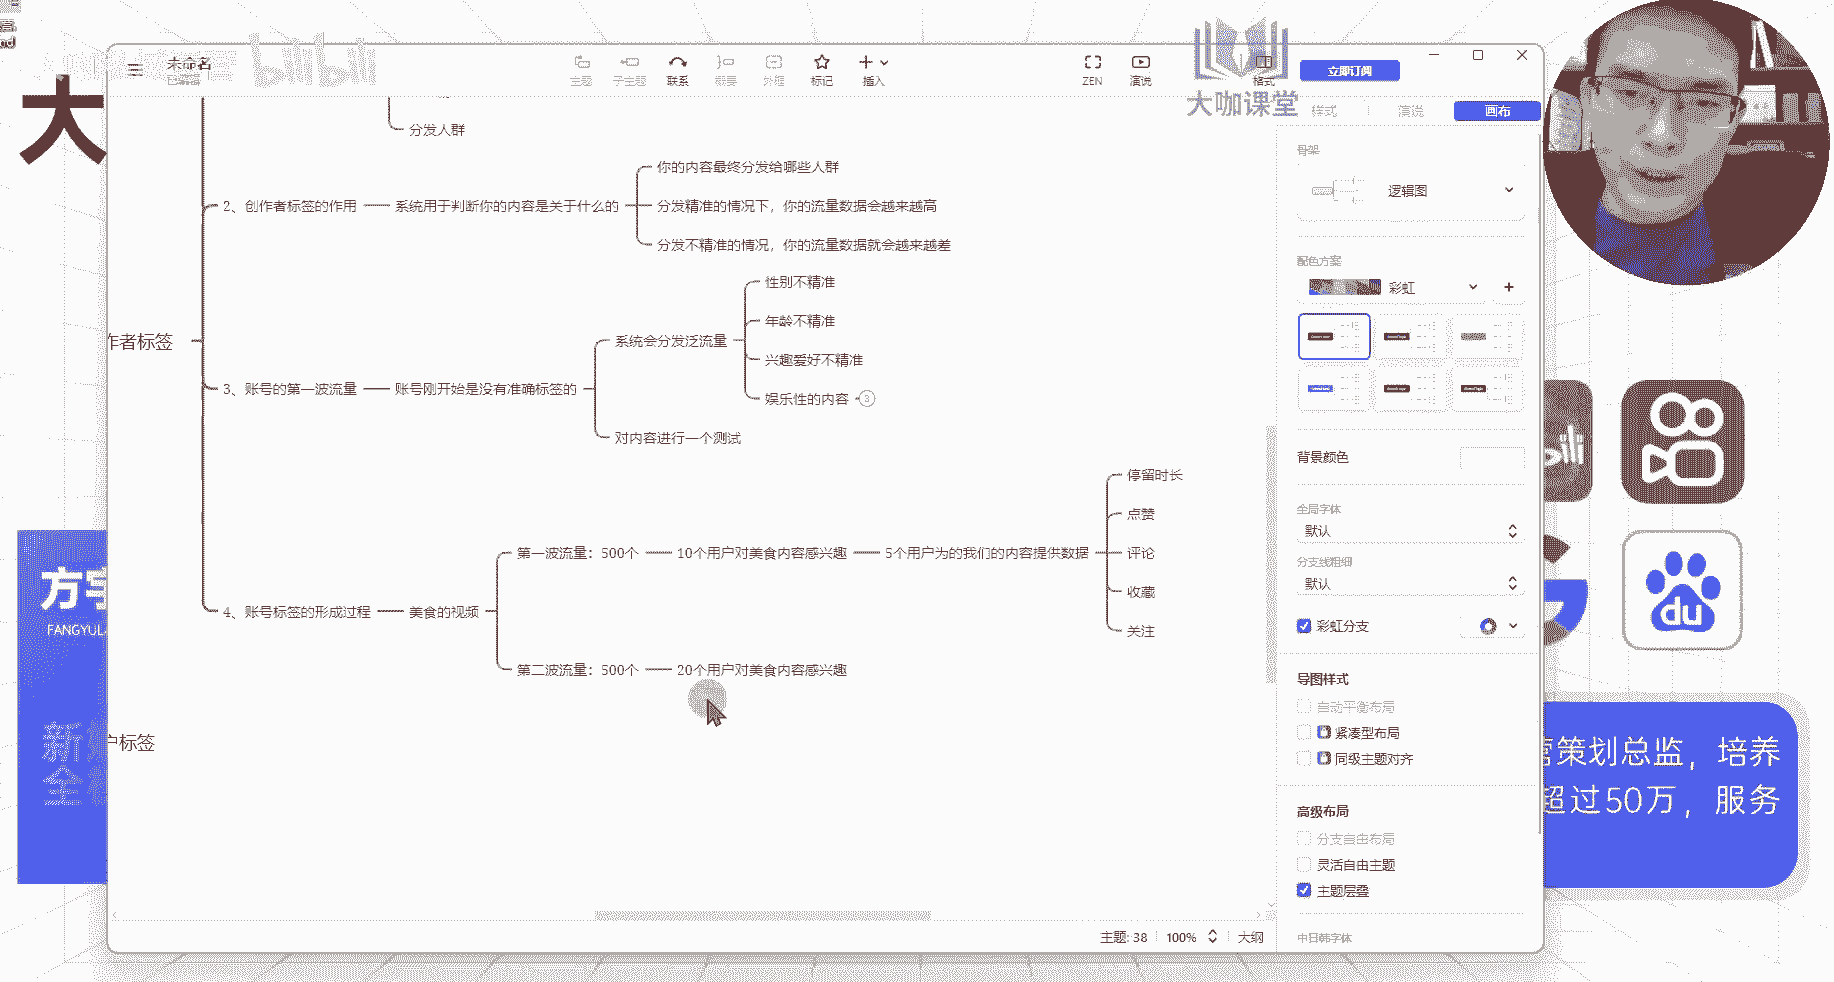 未命名
主题
子主题
联系
概要
外框
标记
插入
ZEN
演说
格式
立即订阅
bilibili
大咖课堂
大
样式
演说
画布
分发人群
2、创作者标签的作用
系统用于判断你的内容是关于什么的
你的内容最终分发给哪些人群
分发精准的情况下，你的流量数据会越来越高
分发不精准的情况，你的流量数据就会越来越差
作者标签
3、账号的第一波流量
账号刚开始是没有准确标签的
系统会分发泛流量
性别不精准
年龄不精准
兴趣爱好不精准
娱乐性的内容
3
对内容进行一个测试
4、账号标签的形成过程
美食的视频
第一波流量：500个
10个用户对美食内容感兴趣
5个用户为的我们的内容提供数据
停留时长
点赞
评论
收藏
关注
第二波流量：500个
20个用户对美食内容感兴趣
户标签
骨架
逻辑图
配色方案
彩虹
背景颜色
全局字体
默认
分支线粗细
默认
彩虹分支
导图样式
自动平衡布局
紧凑型布局
同级主题对齐
高级布局
分支自由布局
灵活自由主题
主题层叠
中日韩字体
主题: 38
100%
大纲
方宇
FANGYUL
新
全
du
营策划总监，培养
超过50万，服务